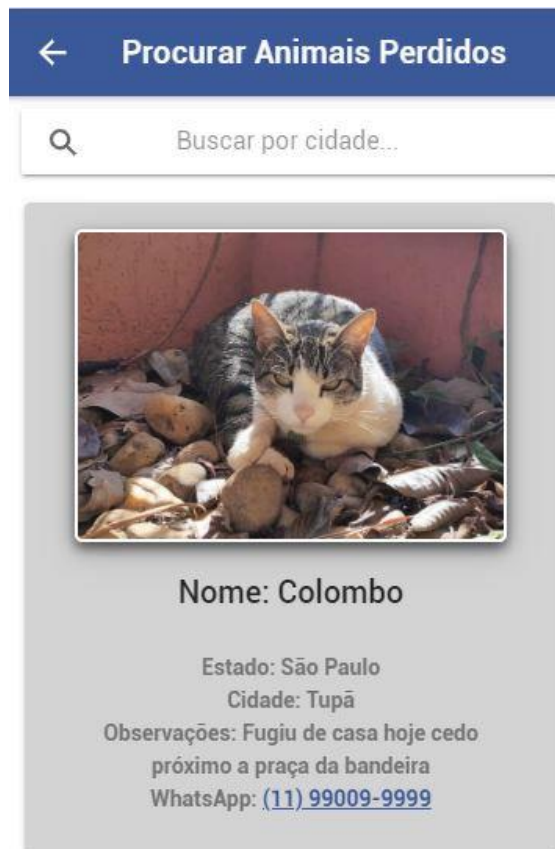 Procurar Animais Perdidos
Buscar por cidade...
Nome: Colombo
Estado: São Paulo
Cidade: Tupã
Observações: Fugiu de casa hoje cedo
próximo a praça da bandeira
WhatsApp: (11) 99009-9999